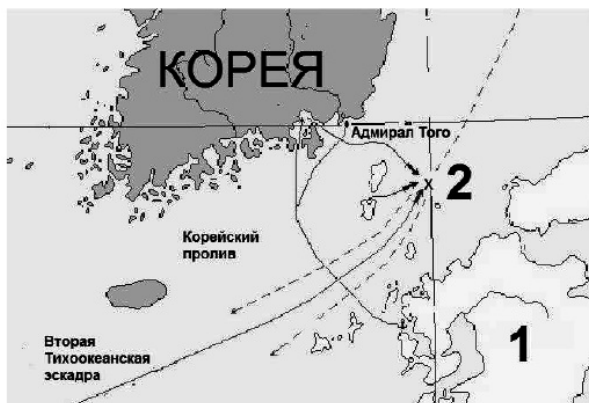 КОРЕЯ
Адмирал Того
2
Корейский
пролив
Вторая
Тихоокеанская
эскадра
1